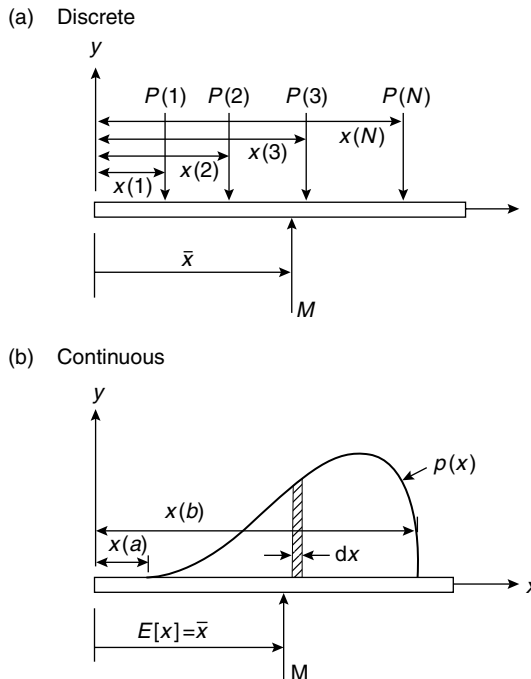 (a) Discrete
y
P(1) P(2) P(3) P(N)
x(N)
x(3)
x(2)
x(1)
x̄
M
(b) Continuous
y
p(x)
x(b)
x(a)
dx
x
E[x]=x̄
M